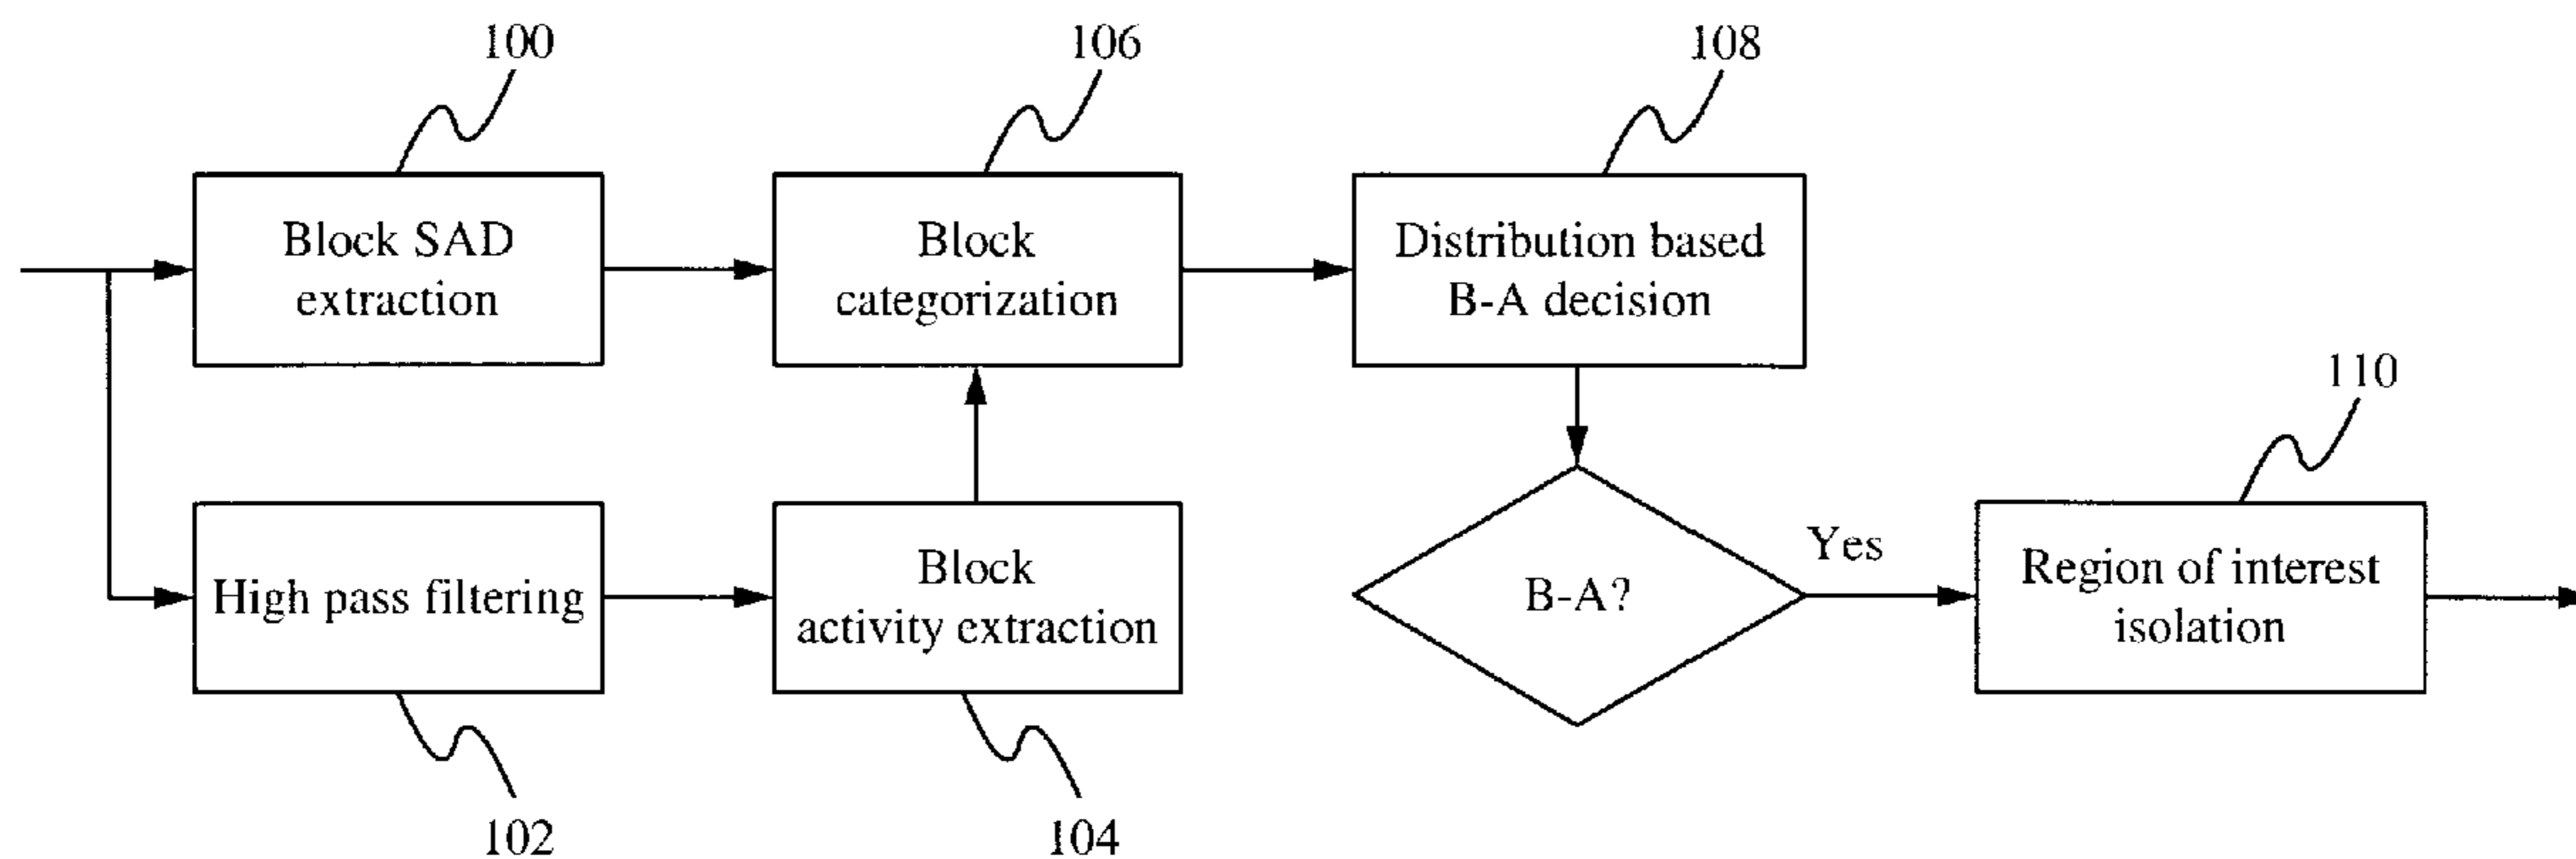 100
106
108
Block SAD
extraction
Block
categorization
Distribution based
B-A decision
110
High pass filtering
Block
activity extraction
B-A?
Yes
Region of interest
isolation
102
104